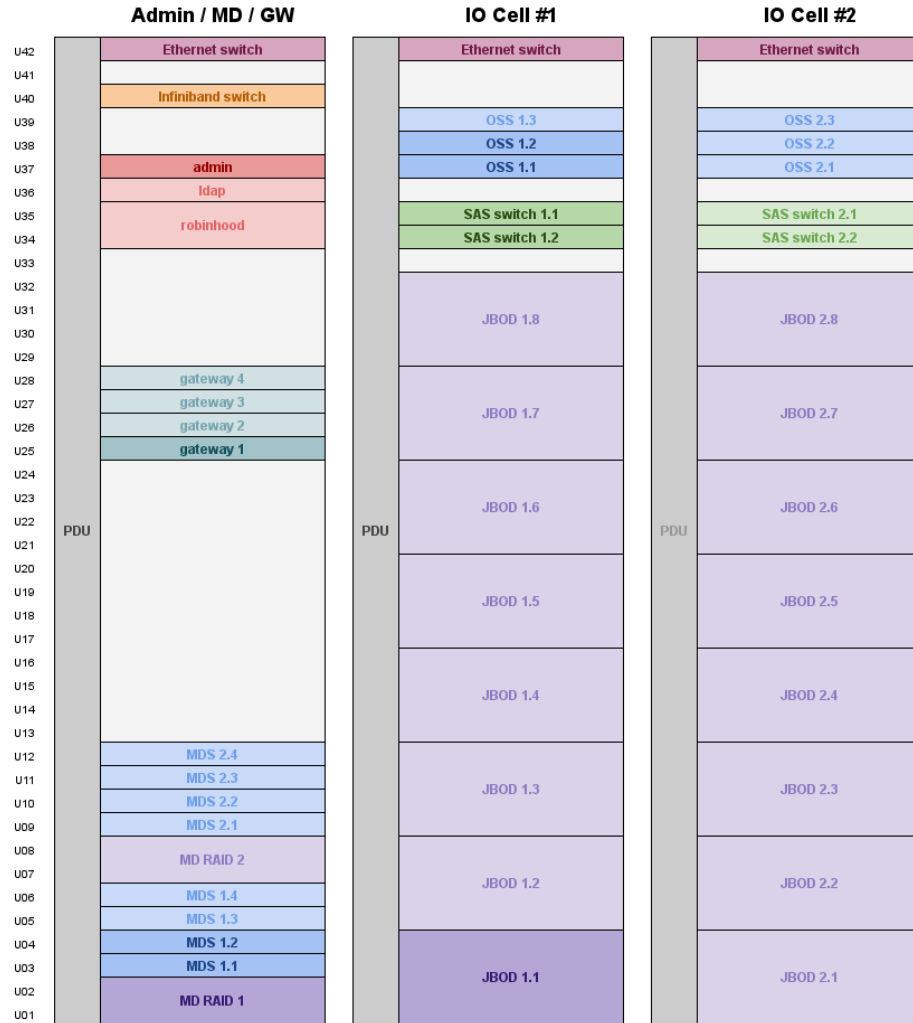 Admin / MD / GW
IO Cell #1
IO Cell #2
U42
U41
U40
U39
U38
U37
U36
U35
U34
U33
U32
U31
U30
U29
U28
U27
U26
U25
U24
U23
U22
U21
U20
U19
U18
U17
U16
U15
U14
U13
U12
U11
U10
U09
U08
U07
U06
U05
U04
U03
U02
U01
PDU
Ethernet switch
Infiniband switch
admin
ldap
robinhood
gateway 4
gateway 3
gateway 2
gateway 1
MDS 2.4
MDS 2.3
MDS 2.2
MDS 2.1
MD RAID 2
MDS 1.4
MDS 1.3
MDS 1.2
MDS 1.1
MD RAID 1
PDU
Ethernet switch
OSS 1.3
OSS 1.2
OSS 1.1
SAS switch 1.1
SAS switch 1.2
JBOD 1.8
JBOD 1.7
JBOD 1.6
JBOD 1.5
JBOD 1.4
JBOD 1.3
JBOD 1.2
JBOD 1.1
PDU
Ethernet switch
OSS 2.3
OSS 2.2
OSS 2.1
SAS switch 2.1
SAS switch 2.2
JBOD 2.8
JBOD 2.7
JBOD 2.6
JBOD 2.5
JBOD 2.4
JBOD 2.3
JBOD 2.2
JBOD 2.1